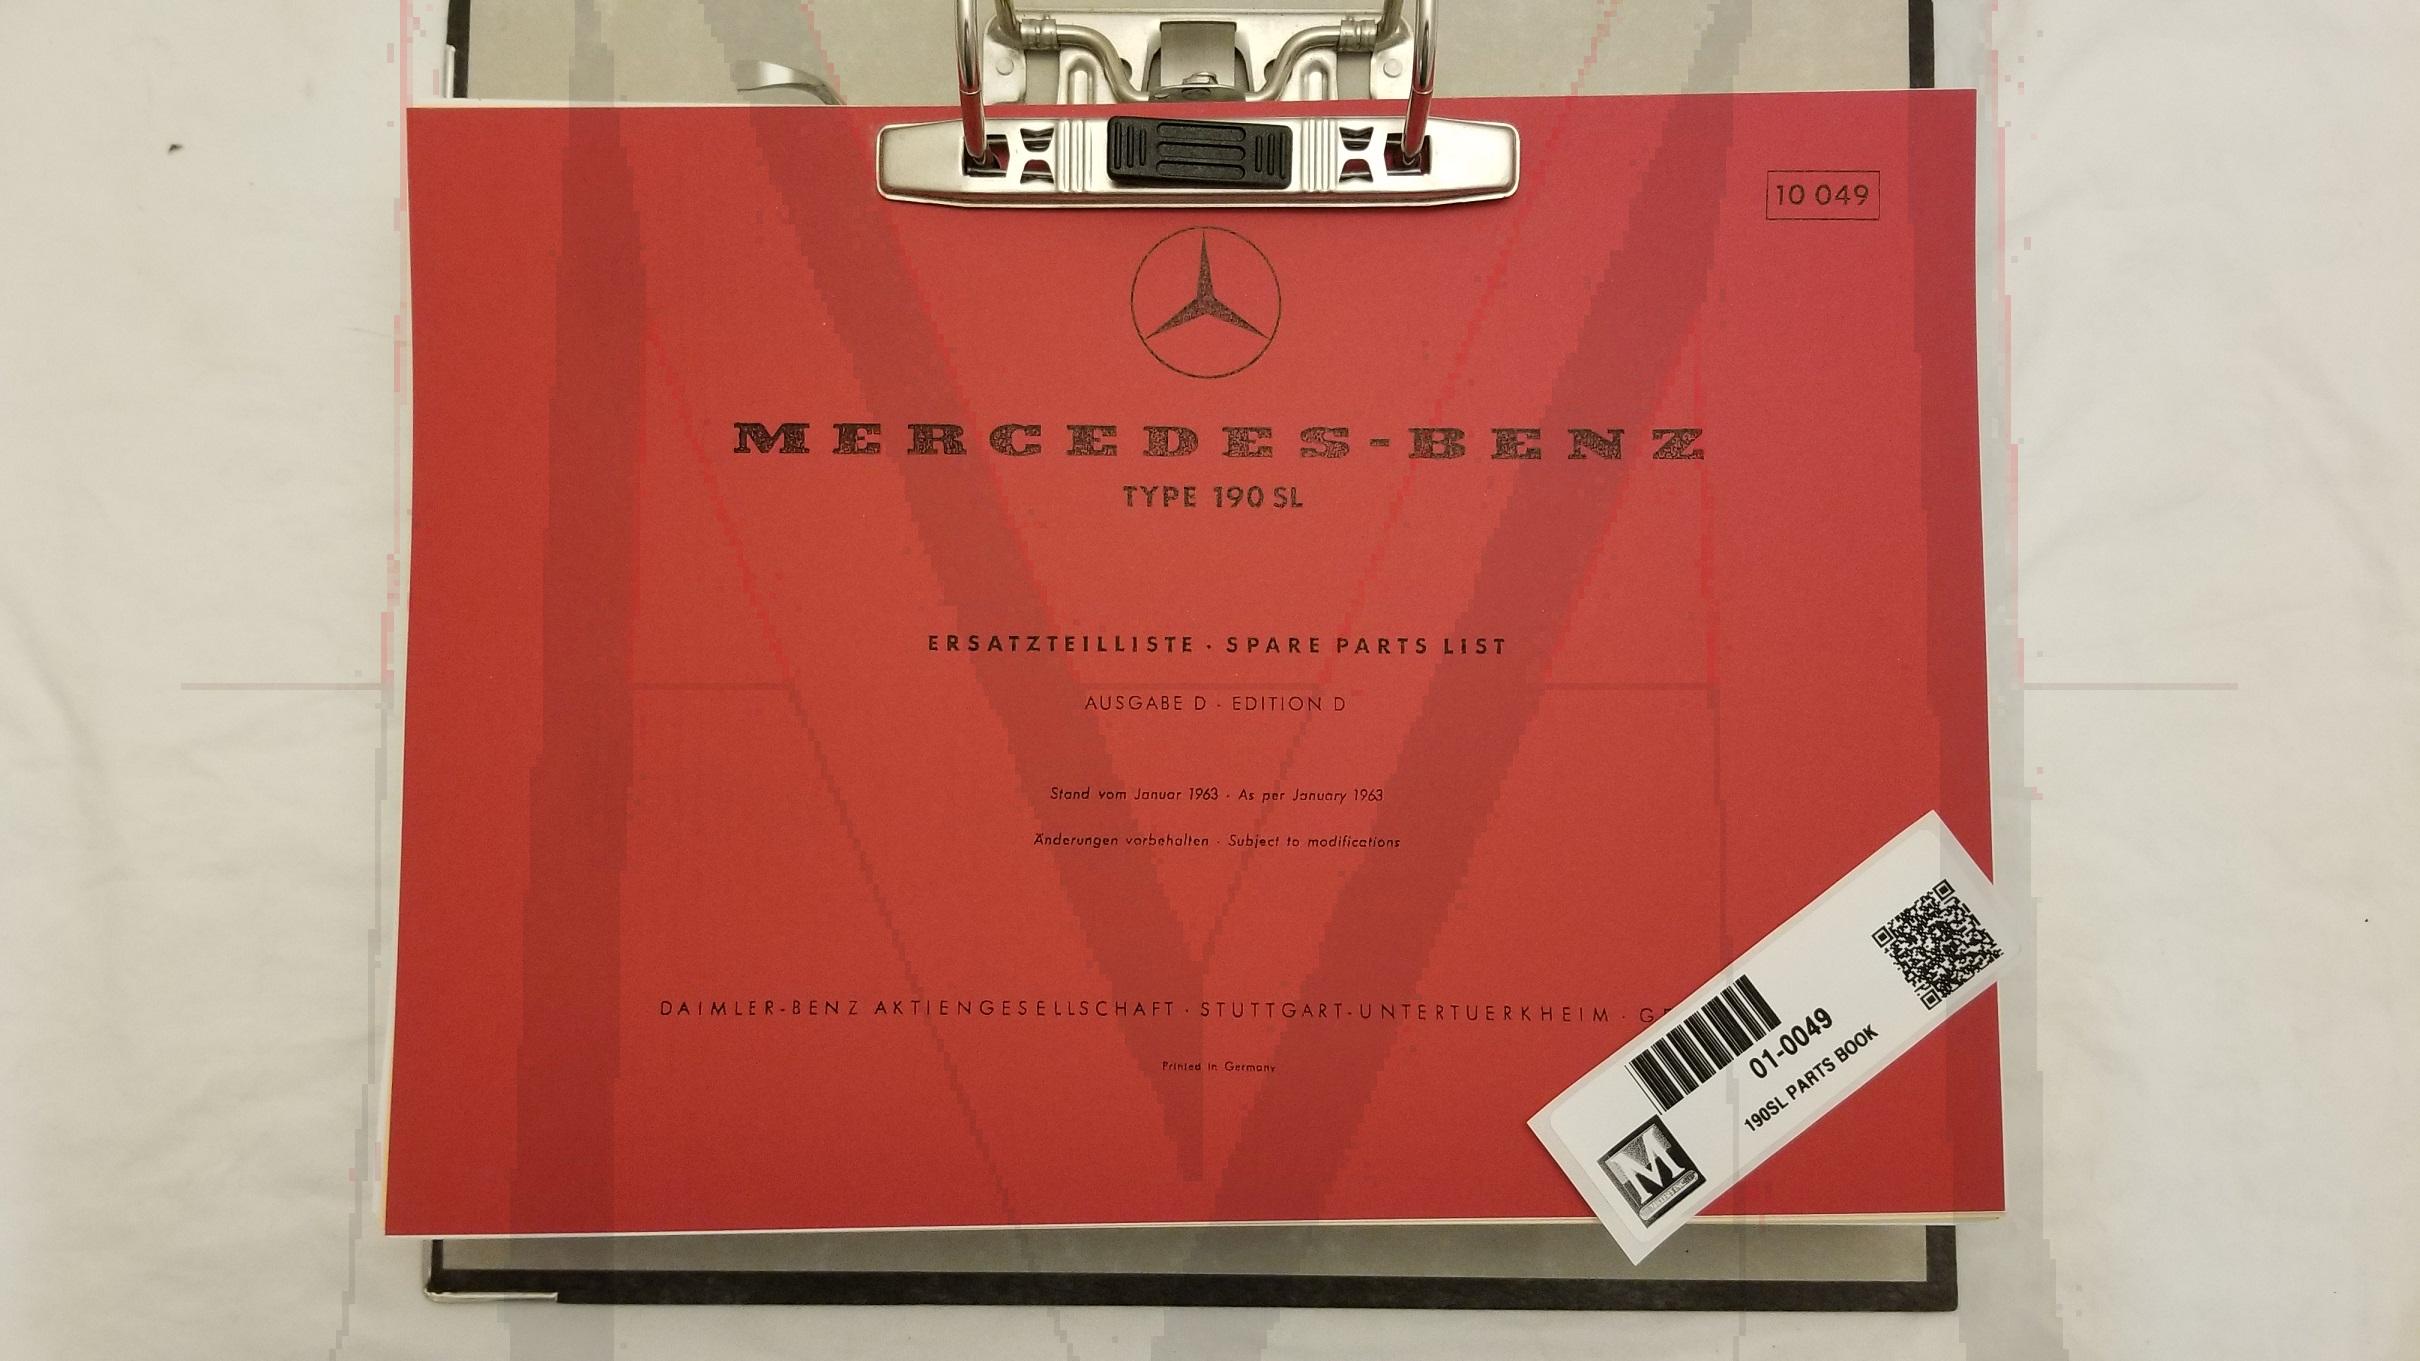 10 049
MERCEDES-BENZ
TYPE 190 SL
ERSATZTEILLISTE · SPARE PARTS LIST
AUSGABE D · EDITION D
Stand vom Januar 1963 · As per January 1963
Änderungen vorbehalten · Subject to modifications
DAIMLER-BENZ AKTIENGESELLSCHAFT · STUTTGART-UNTERTUERKHEIM ·
Printed in Germany
01-0049
190SL PARTS BOOK
M